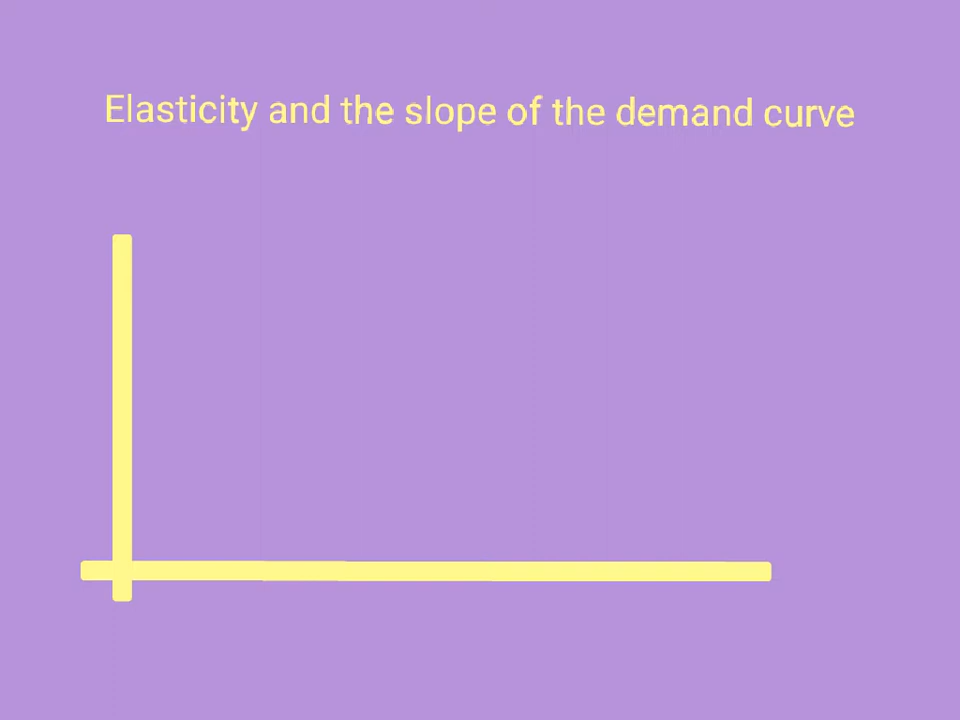 Elasticity and the slope of the demand curve